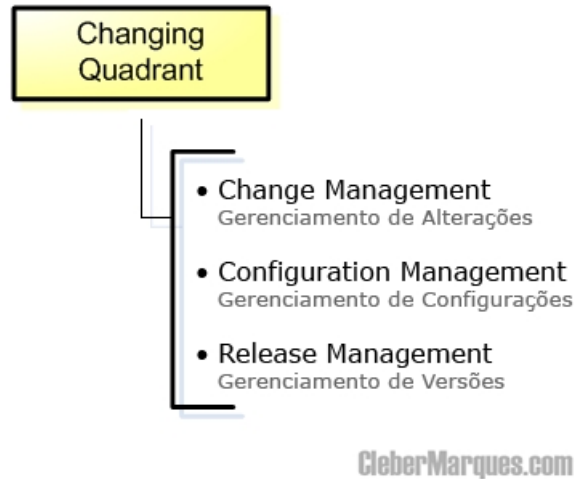 Changing
Quadrant
• Change Management
Gerenciamento de Alterações
• Configuration Management
Gerenciamento de Configurações
• Release Management
Gerenciamento de Versões
CleberMarques.com